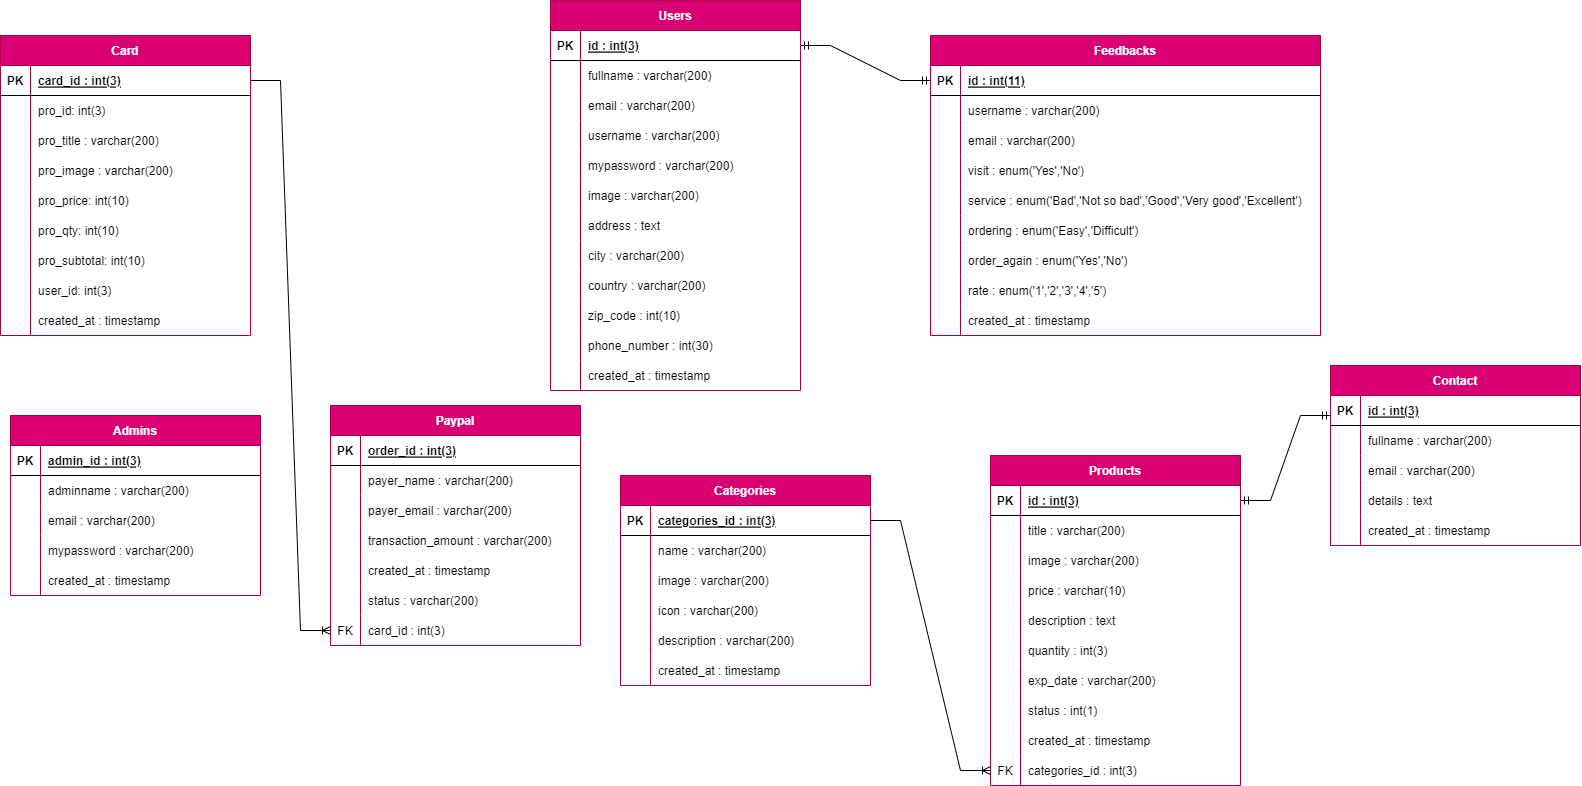 Card
PK card_id : int(3)
pro_id: int(3)
pro_title : varchar(200)
pro_image : varchar(200)
pro_price: int(10)
pro_qty: int(10)
pro_subtotal: int(10)
user_id: int(3)
created_at : timestamp
Users
PK id : int(3)
fullname : varchar(200)
email : varchar(200)
username : varchar(200)
mypassword : varchar(200)
image : varchar(200)
address : text
city : varchar(200)
country : varchar(200)
zip_code : int(10)
phone_number : int(30)
created_at : timestamp
Feedbacks
PK id : int(11)
username : varchar(200)
email : varchar(200)
visit : enum('Yes','No')
service : enum('Bad','Not so bad','Good','Very good','Excellent')
ordering : enum('Easy','Difficult')
order_again : enum('Yes','No')
rate : enum('1','2','3','4','5')
created_at : timestamp
Admins
PK admin_id : int(3)
adminname : varchar(200)
email : varchar(200)
mypassword : varchar(200)
created_at : timestamp
Paypal
PK order_id : int(3)
payer_name : varchar(200)
payer_email : varchar(200)
transaction_amount : varchar(200)
created_at : timestamp
status : varchar(200)
FK card_id : int(3)
Categories
PK categories_id : int(3)
name : varchar(200)
image : varchar(200)
icon : varchar(200)
description : varchar(200)
created_at : timestamp
Products
PK id : int(3)
title : varchar(200)
image : varchar(200)
price : varchar(10)
description : text
quantity : int(3)
exp_date : varchar(200)
status : int(1)
created_at : timestamp
FK categories_id : int(3)
Contact
PK id : int(3)
fullname : varchar(200)
email : varchar(200)
details : text
created_at : timestamp